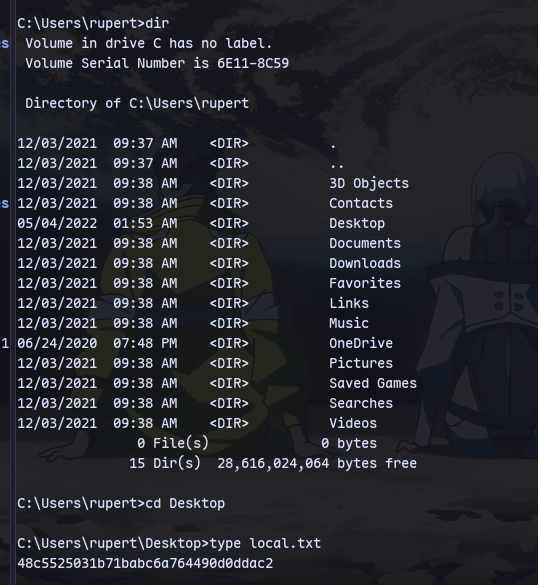 C:\Users\rupert>dir
 Volume in drive C has no label.
es Volume Serial Number is 6E11-8C59

 Directory of C:\Users\rupert

12/03/2021  09:37 AM    <DIR>          .
12/03/2021  09:37 AM    <DIR>          ..
12/03/2021  09:38 AM    <DIR>          3D Objects
es 12/03/2021  09:38 AM    <DIR>          Contacts
05/04/2022  01:53 AM    <DIR>          Desktop
12/03/2021  09:38 AM    <DIR>          Documents
12/03/2021  09:38 AM    <DIR>          Downloads
12/03/2021  09:38 AM    <DIR>          Favorites
12/03/2021  09:38 AM    <DIR>          Links
12/03/2021  09:38 AM    <DIR>          Music
1 06/24/2020  07:48 PM    <DIR>          OneDrive
12/03/2021  09:38 AM    <DIR>          Pictures
12/03/2021  09:38 AM    <DIR>          Saved Games
12/03/2021  09:38 AM    <DIR>          Searches
12/03/2021  09:38 AM    <DIR>          Videos
               0 File(s)              0 bytes
              15 Dir(s)  28,616,024,064 bytes free

C:\Users\rupert>cd Desktop

C:\Users\rupert\Desktop>type local.txt
48c5525031b71babc6a764490d0ddac2